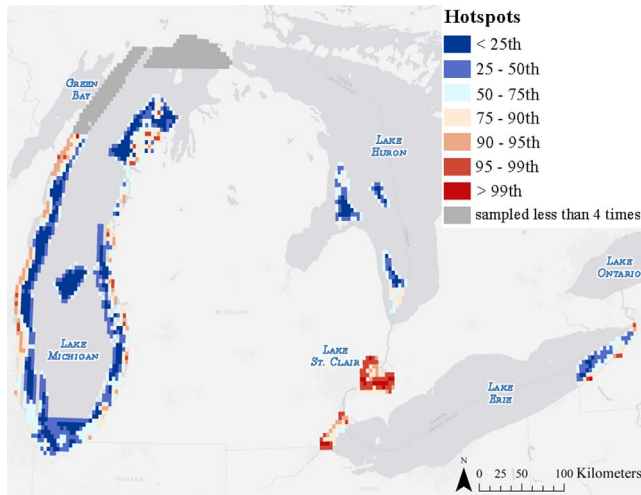 Hotspots
< 25th
25 - 50th
50 - 75th
75 - 90th
90 - 95th
95 - 99th
> 99th
sampled less than 4 times
GREEN
BAY
LAKE
HURON
LAKE
ONTARIO
MICHIGAN
LAKE
MICHIGAN
LAKE
ST. CLAIR
LAKE
ERIE
INDIANA
OHIO
N
0 25 50 100 Kilometers